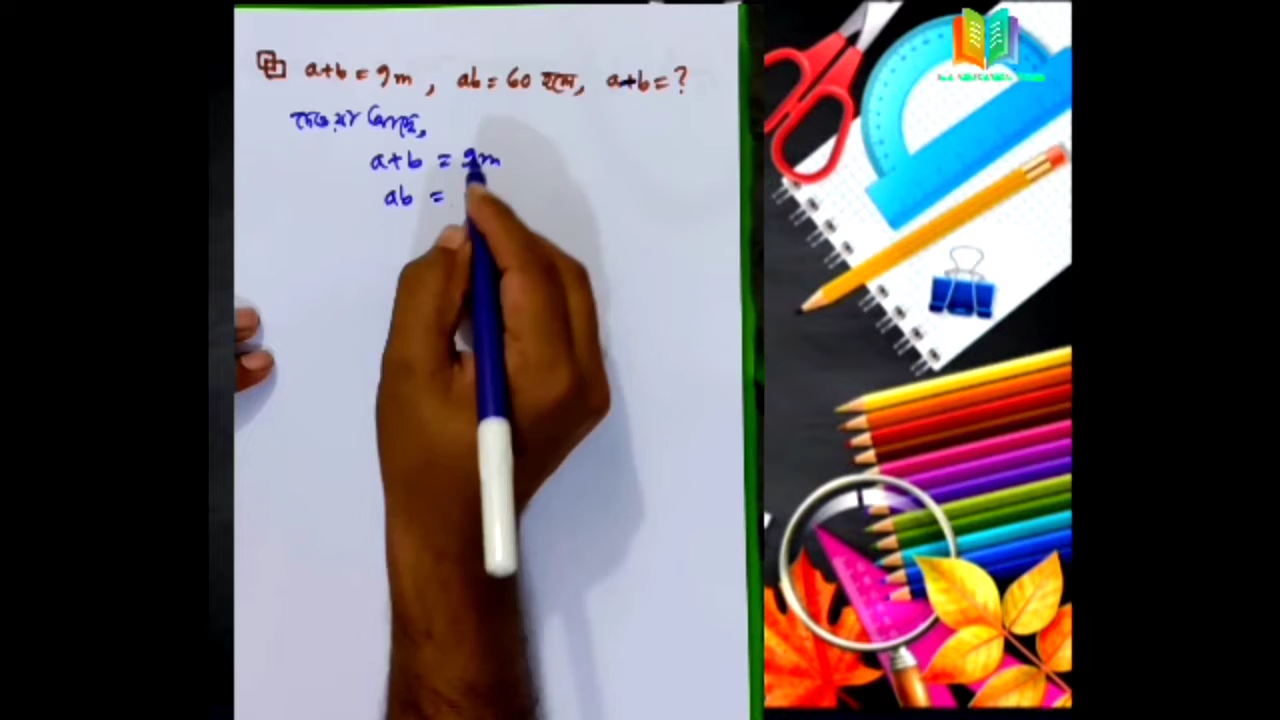 a+b = 9m, ab = 60 হলে, a+b = ?
দেওয়া আছে,
a+b = 9m
ab =